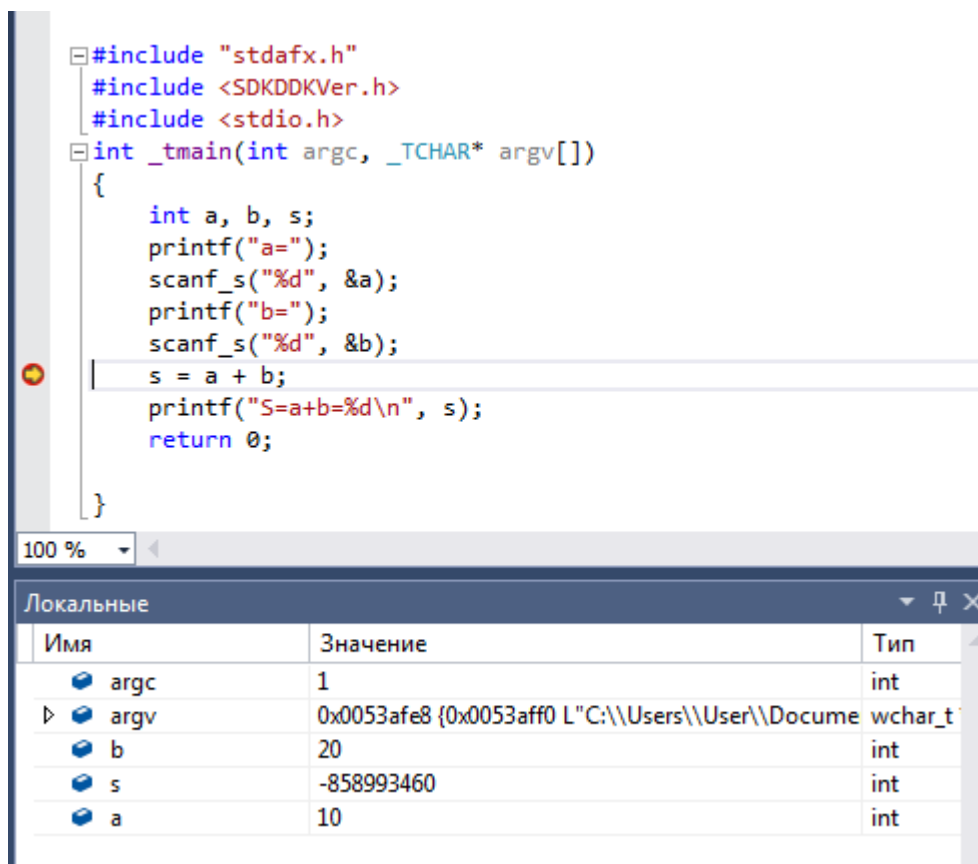 #include "stdafx.h"
#include <SDKDDKVer.h>
#include <stdio.h>
int _tmain(int argc, _TCHAR* argv[])
{
    int a, b, s;
    printf("a=");
    scanf_s("%d", &a);
    printf("b=");
    scanf_s("%d", &b);
    s = a + b;
    printf("S=a+b=%d\n", s);
    return 0;
}
100 %
Локальные
Имя Значение Тип
argc 1 int
argv 0x0053afe8 {0x0053aff0 L"C:\\Users\\User\\Docume wchar_t
b 20 int
s -858993460 int
a 10 int